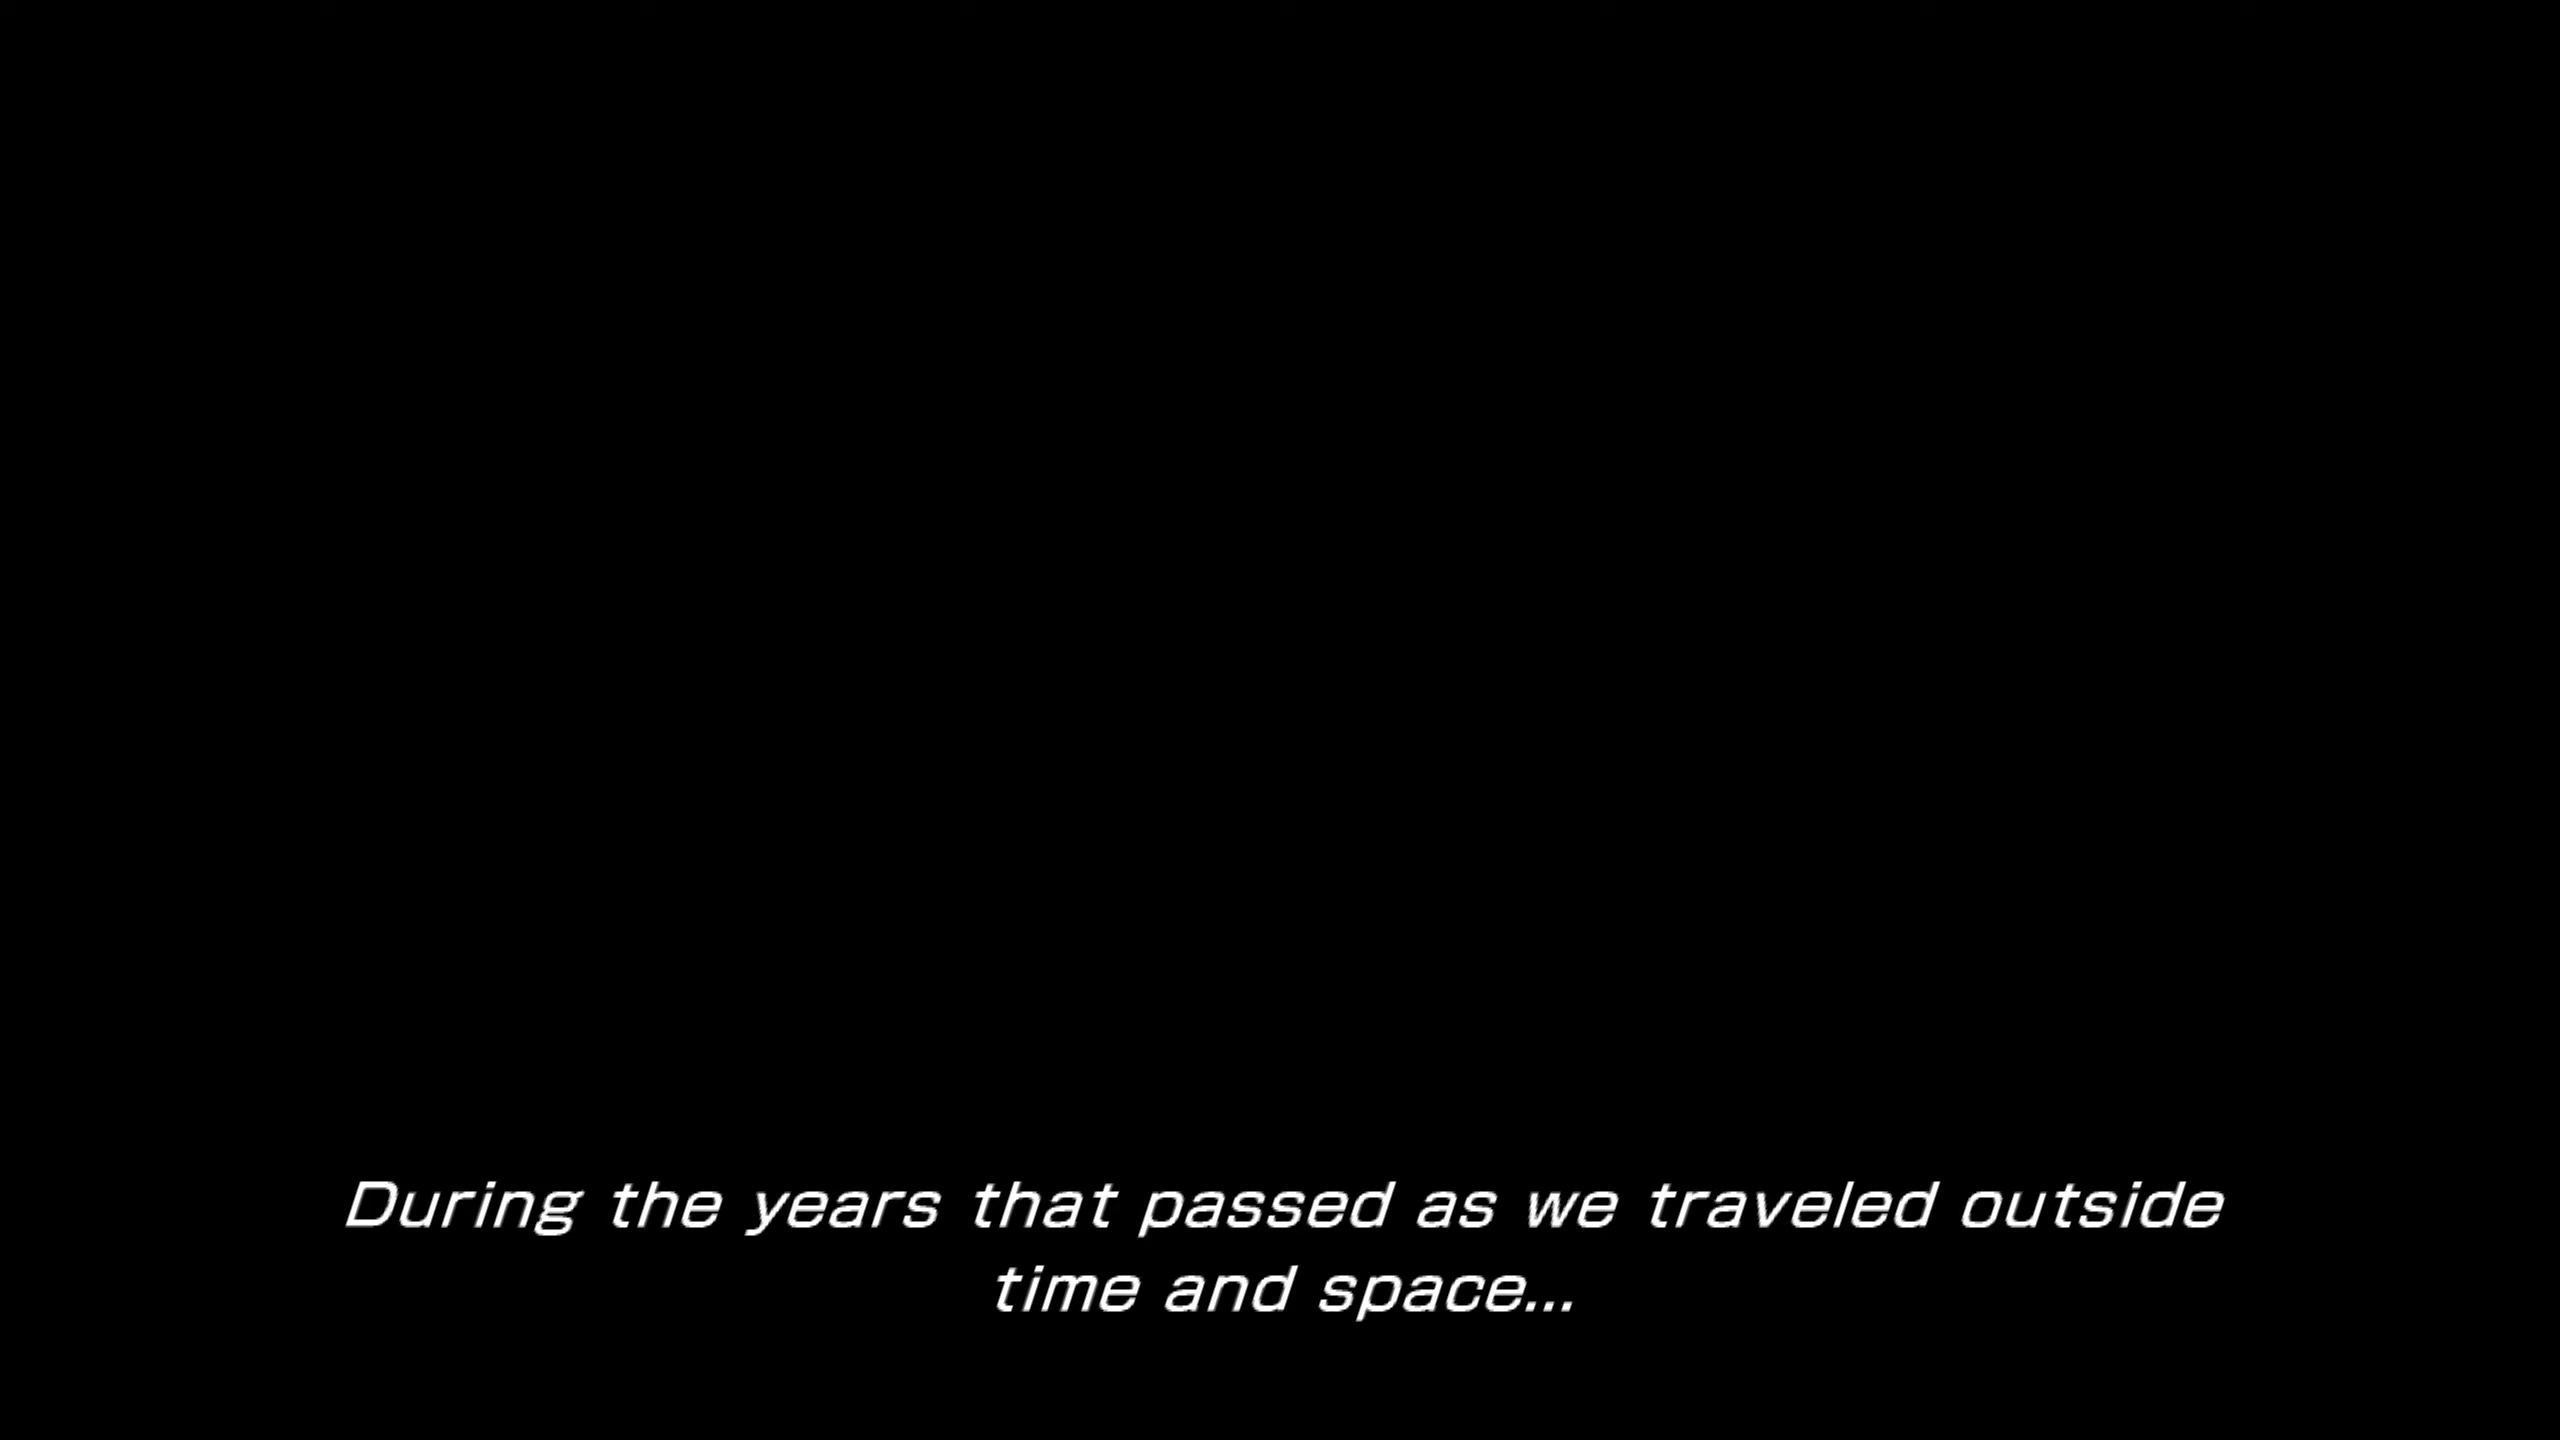 During the years that passed as we traveled outside
time and space...